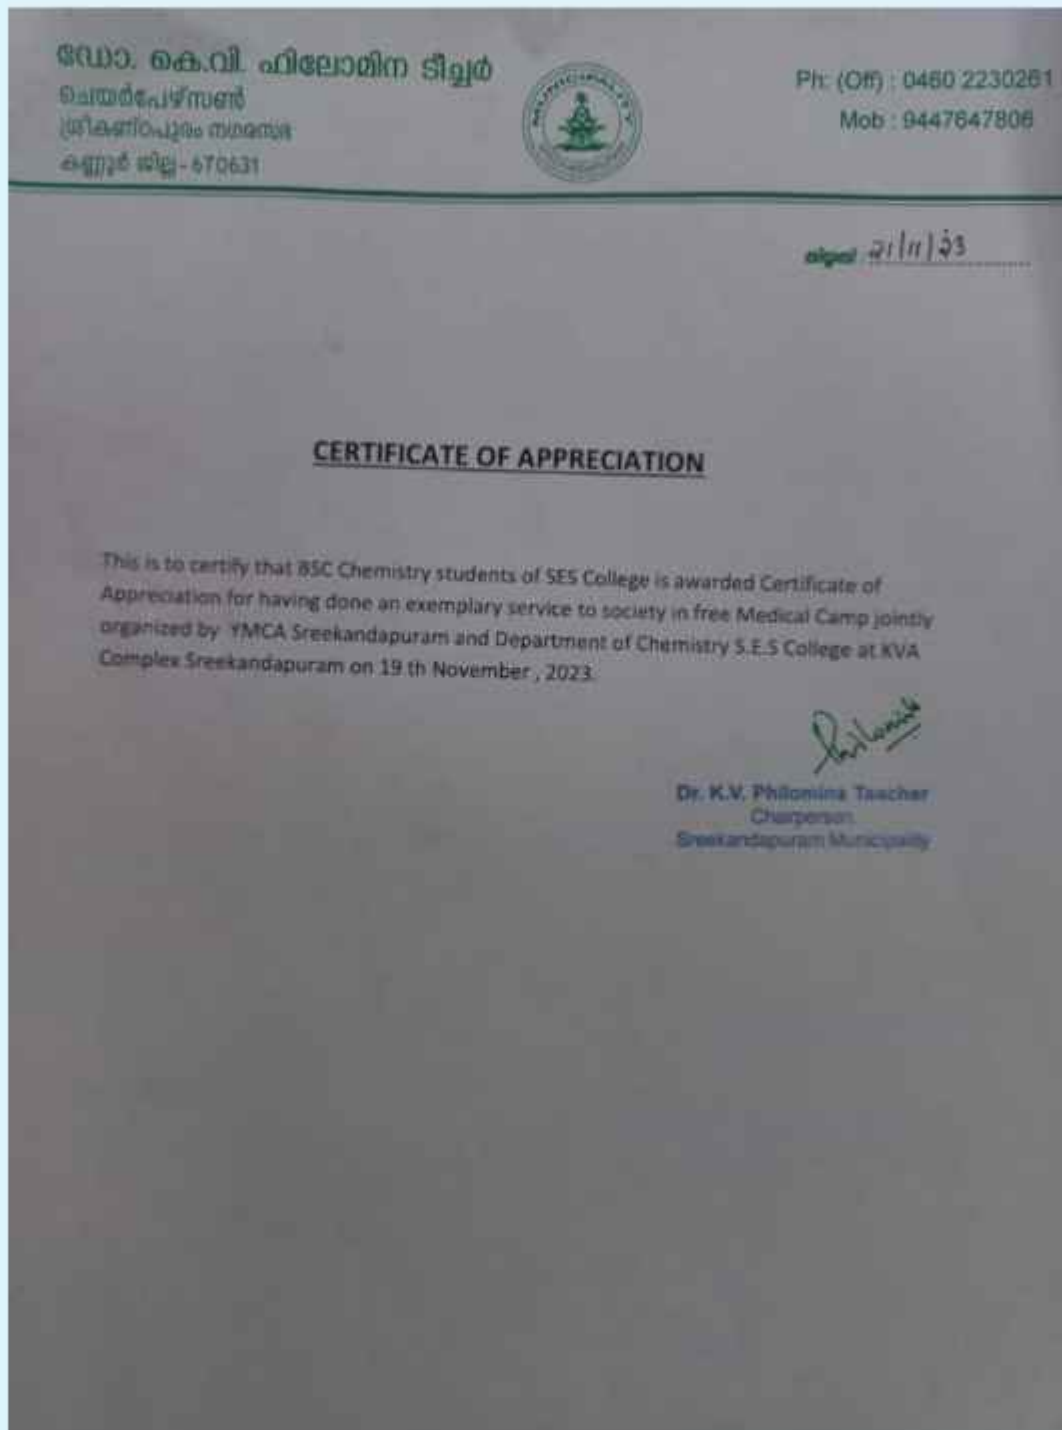 ഡോ. കെ.വി. ഫിലോമിന ടീച്ചർ
ചെയർപേഴ്സൺ
ശ്രീകണ്ഠപുരം നഗരസഭ
കണ്ണൂർ ജില്ല - 670631
MUNICIPALITY
Ph: (Off) : 0460 2230261
Mob : 9447647806
21/11/23
CERTIFICATE OF APPRECIATION
This is to certify that BSC Chemistry students of SES College is awarded Certificate of
Appreciation for having done an exemplary service to society in free Medical Camp jointly
organized by YMCA Sreekandapuram and Department of Chemistry S.E.S College at KVA
Complex Sreekandapuram on 19 th November , 2023.
Philomina
Dr. K.V. Philomina Teacher
Chairperson
Sreekandapuram Municipality